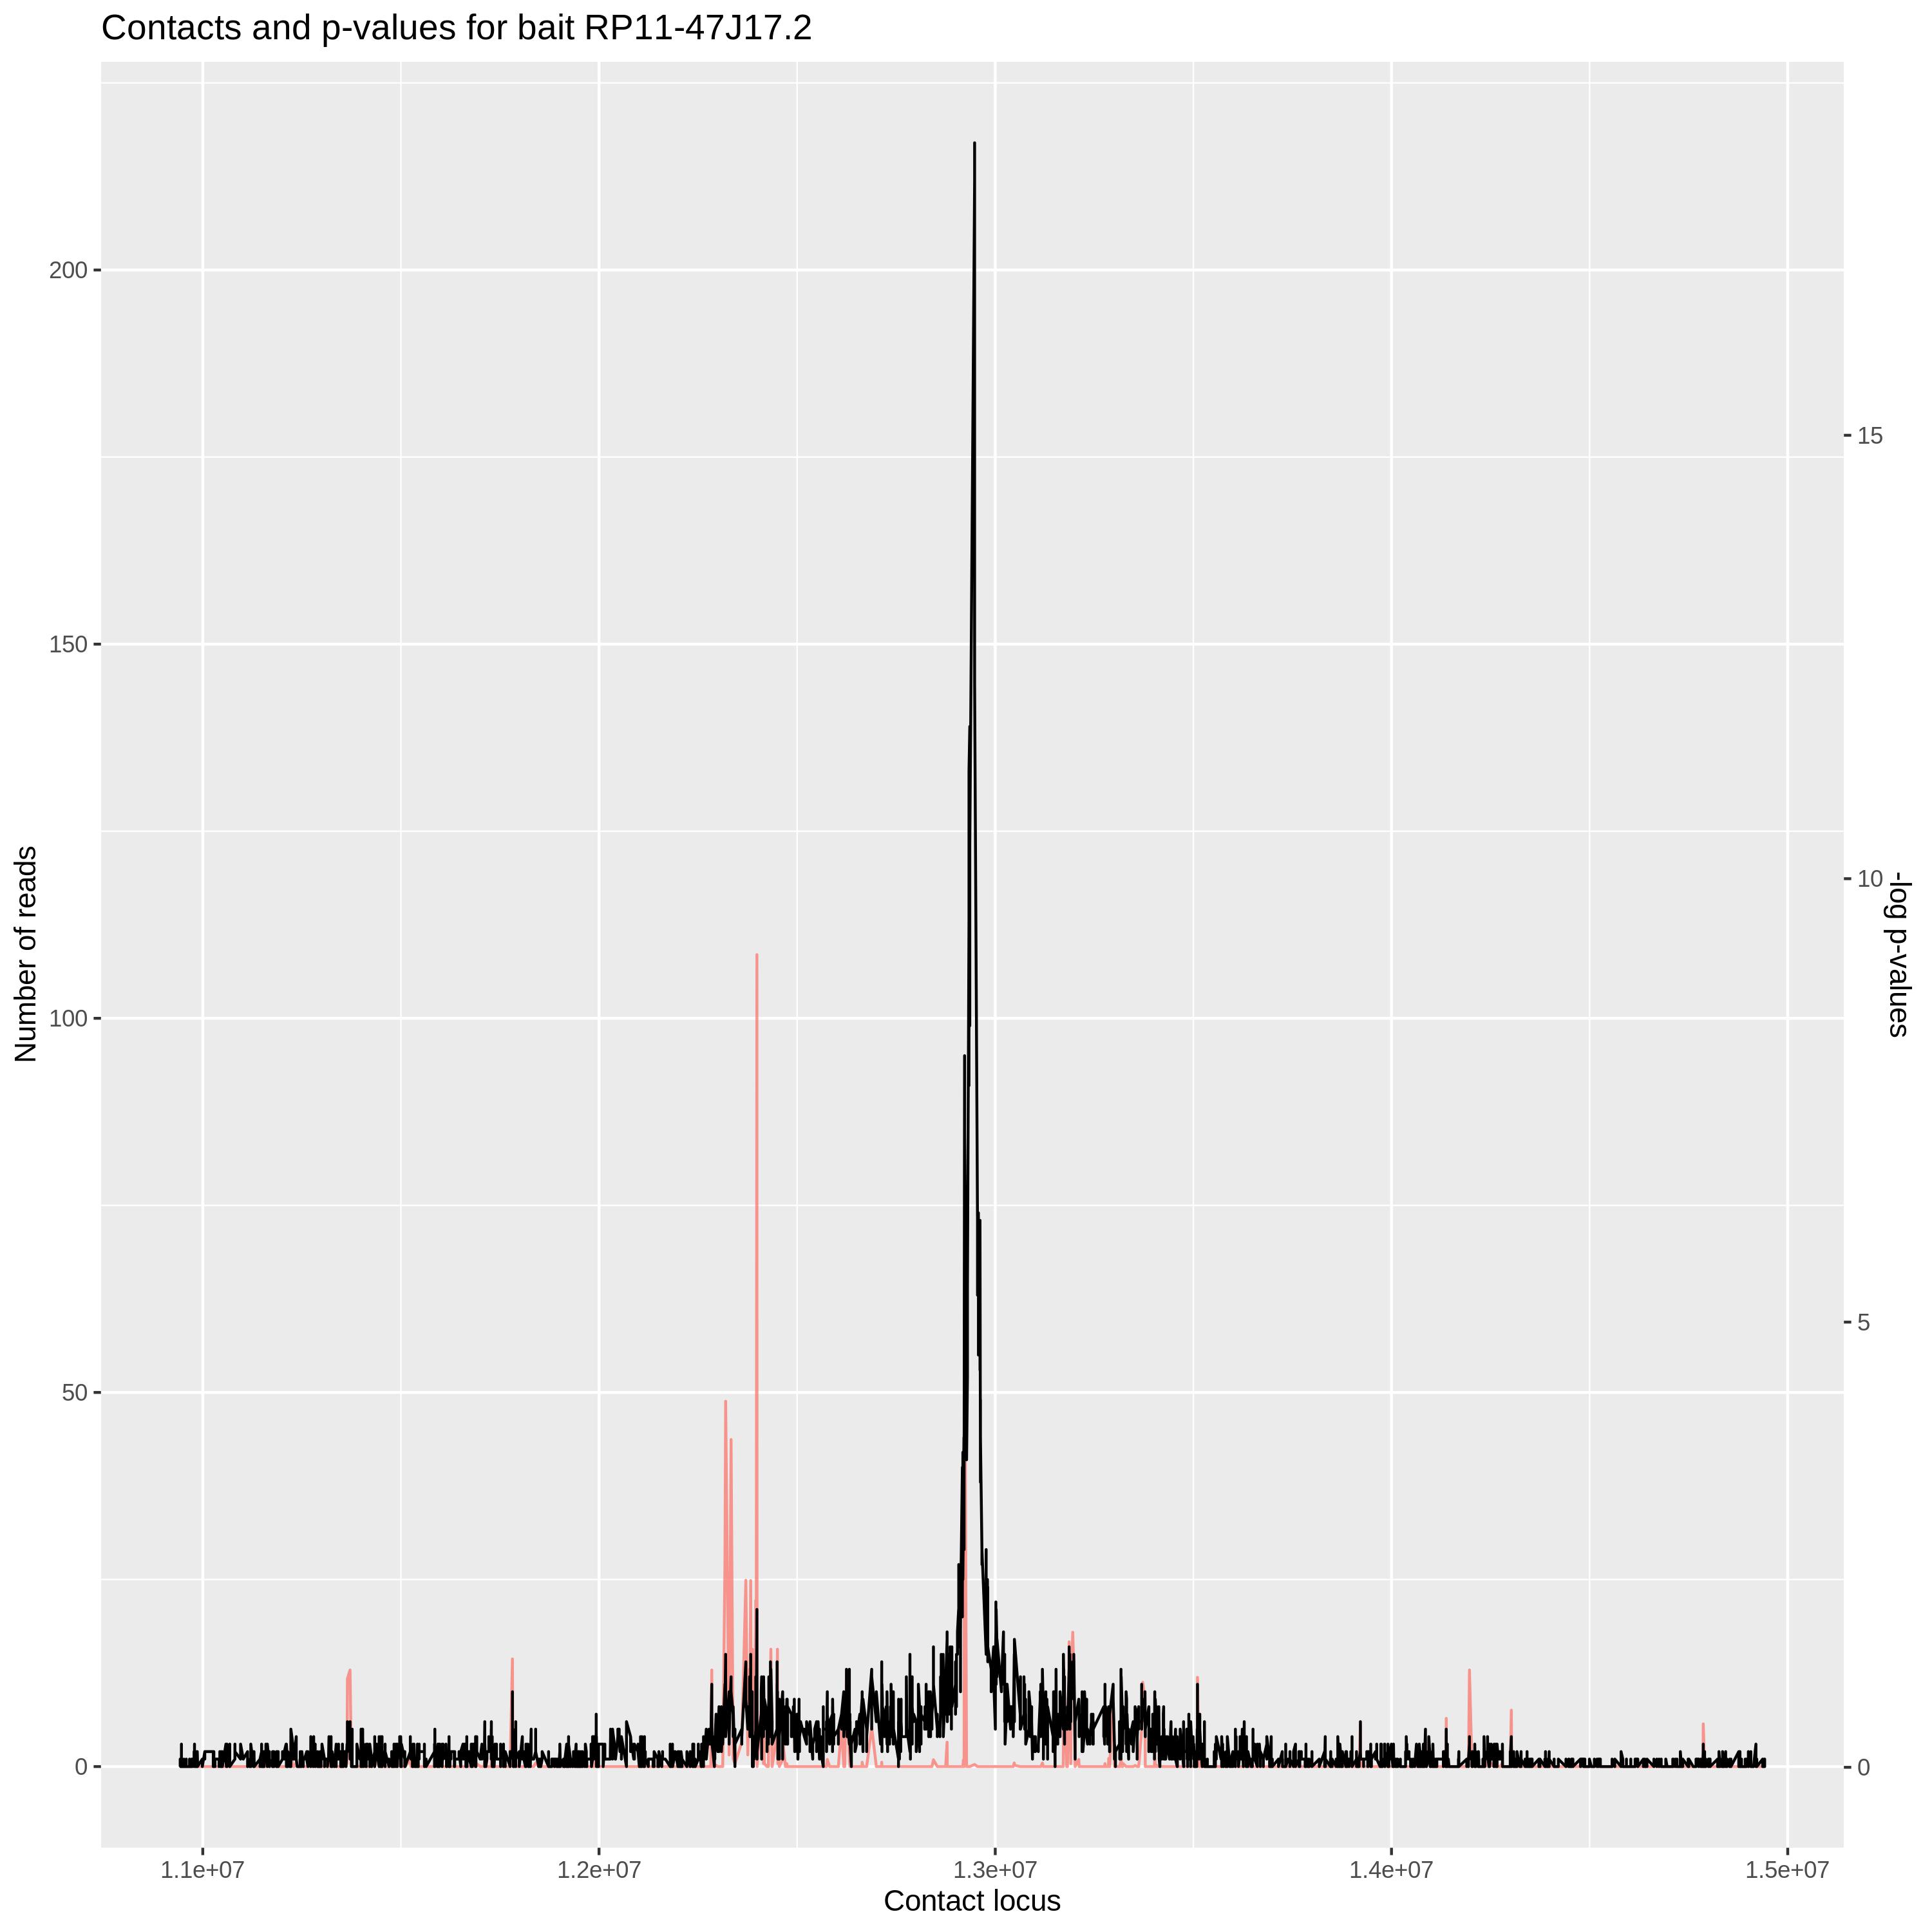 Contacts and p-values for bait RP11-47J17.2
200
150
100
50
0
Number of reads
15
10
5
0
-log p-values
1.1e+07
1.2e+07
1.3e+07
1.4e+07
1.5e+07
Contact locus